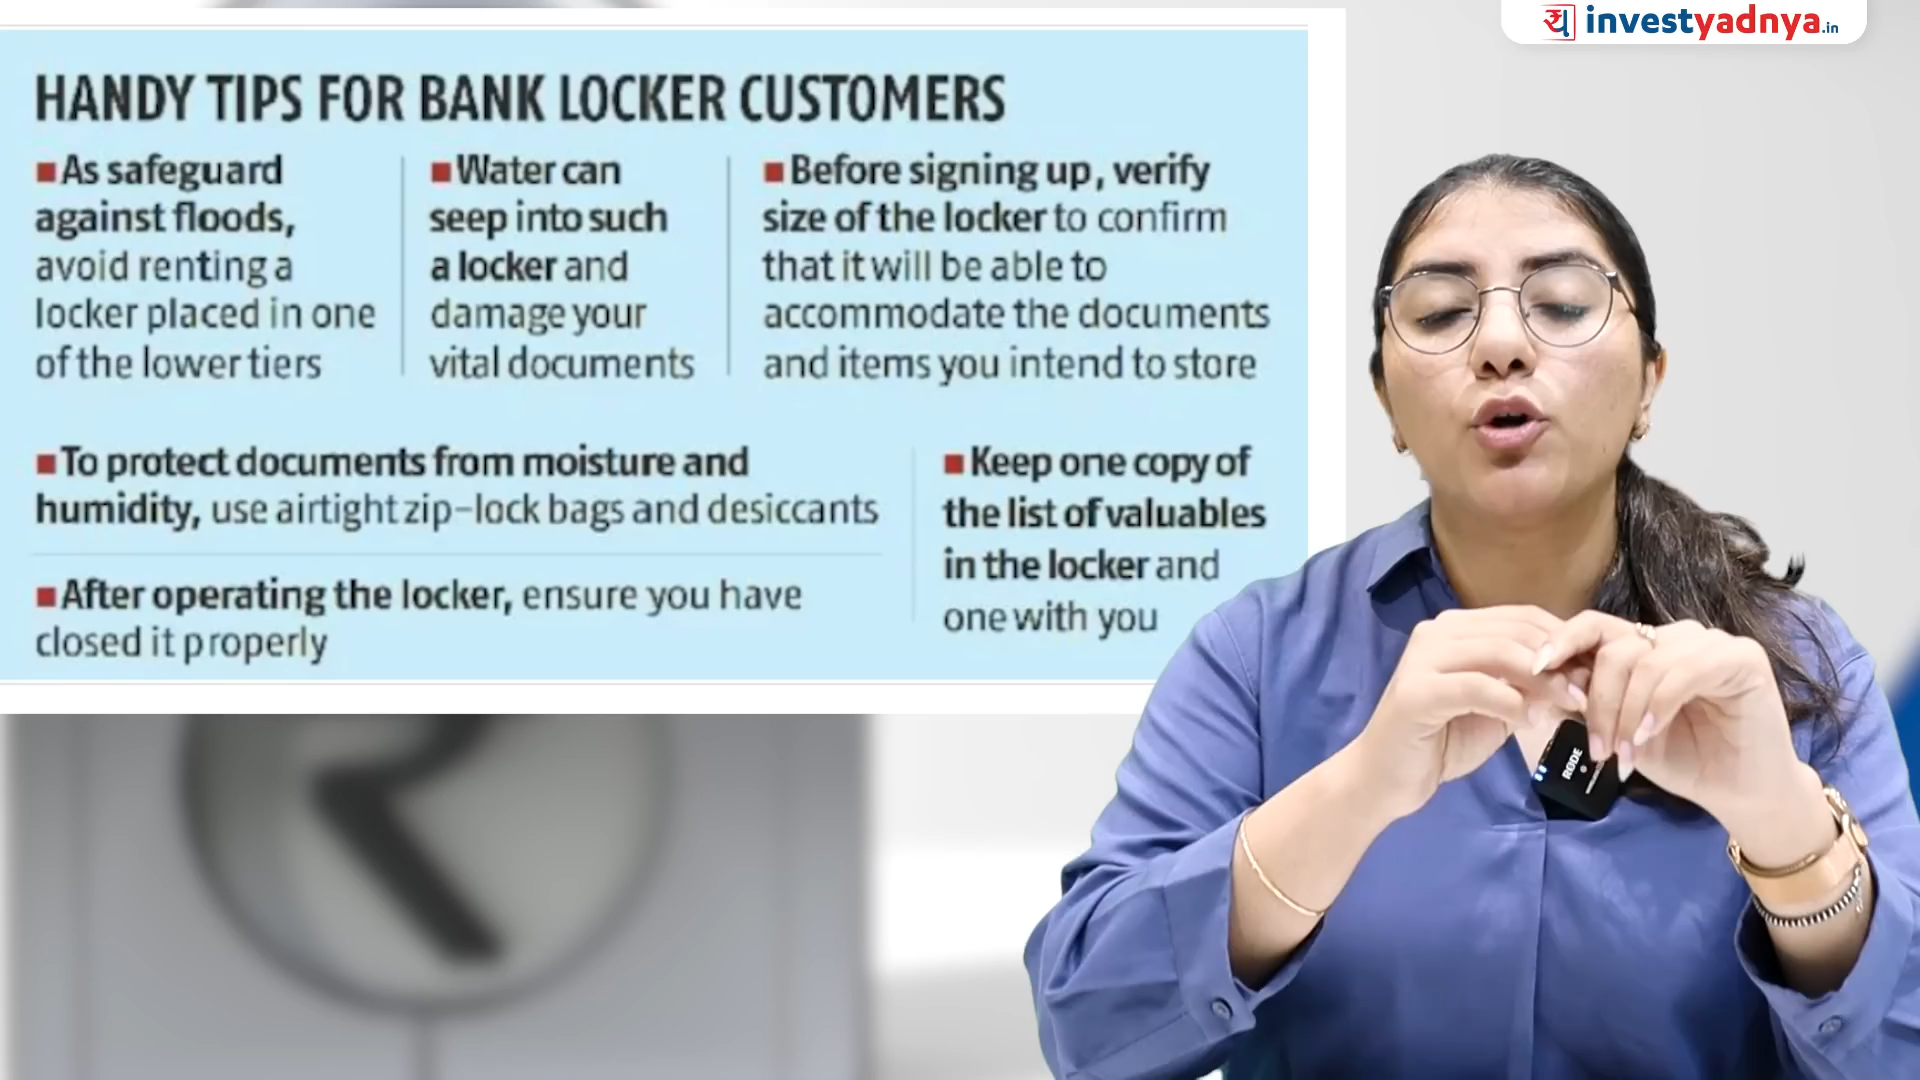 यज्ञ investyadnya.in
HANDY TIPS FOR BANK LOCKER CUSTOMERS
■ As safeguard
against floods,
avoid renting a
locker placed in one
of the lower tiers
■ Water can
seep into such
a locker and
damage your
vital documents
■ Before signing up, verify
size of the locker to confirm
that it will be able to
accommodate the documents
and items you intend to store
■ To protect documents from moisture and
humidity, use airtight zip-lock bags and desiccants
■ After operating the locker, ensure you have
closed it properly
■ Keep one copy of
the list of valuables
in the locker and
one with you
RODE